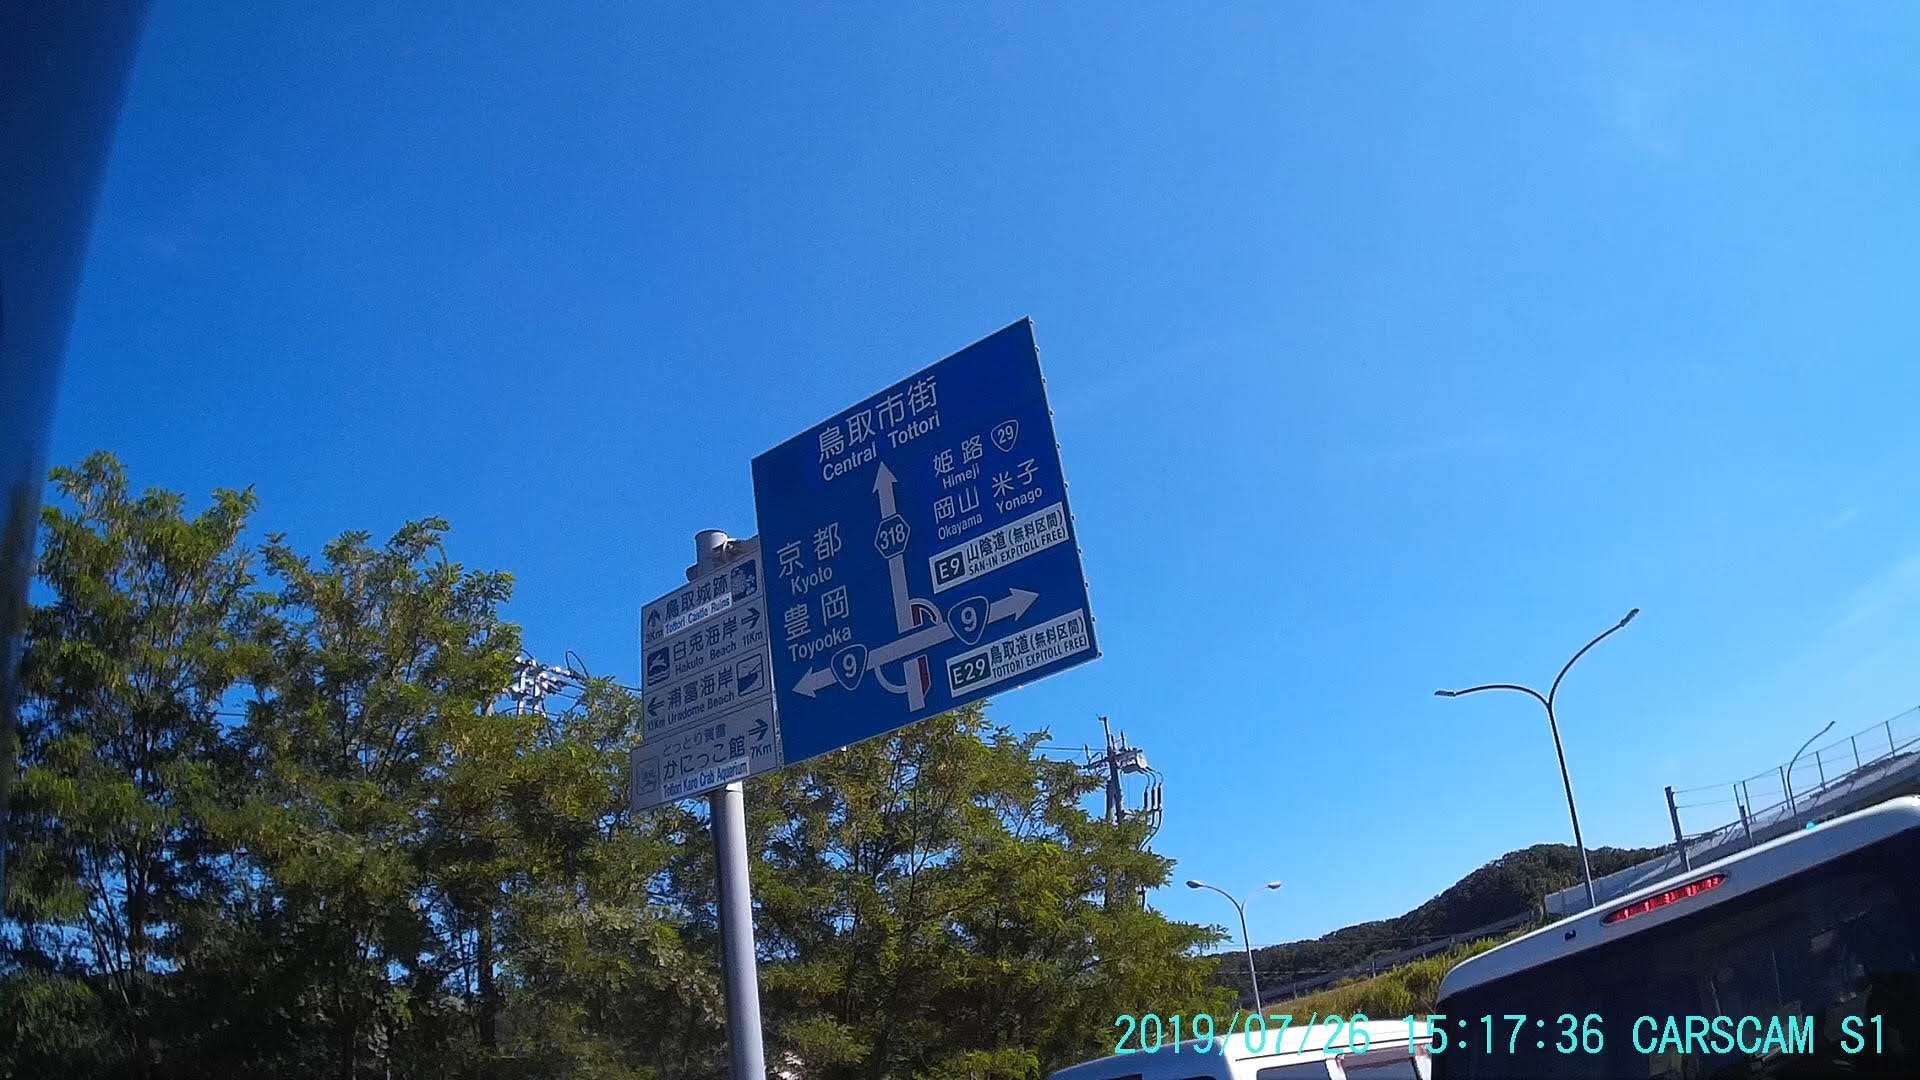 鳥取市街
Central Tottori
姫路 29
Himeji
岡山 米子
Okayama Yonago
318
京都
Kyoto
豊岡
Toyooka
E9 山陰道(無料区間)
SAN-IN EXP(TOLL FREE)
9
9
E29 鳥取道(無料区間)
TOTTORI EXP(TOLL FREE)
鳥取城跡
Tottori Castle Ruins
白兎海岸
Hakuto Beach 11Km
浦富海岸
Uradome Beach
とっとり賀露
かにっこ館
7Km
Tottori Karo Crab Aquarium
2019/07/26 15:17:36 CARSCAM S1